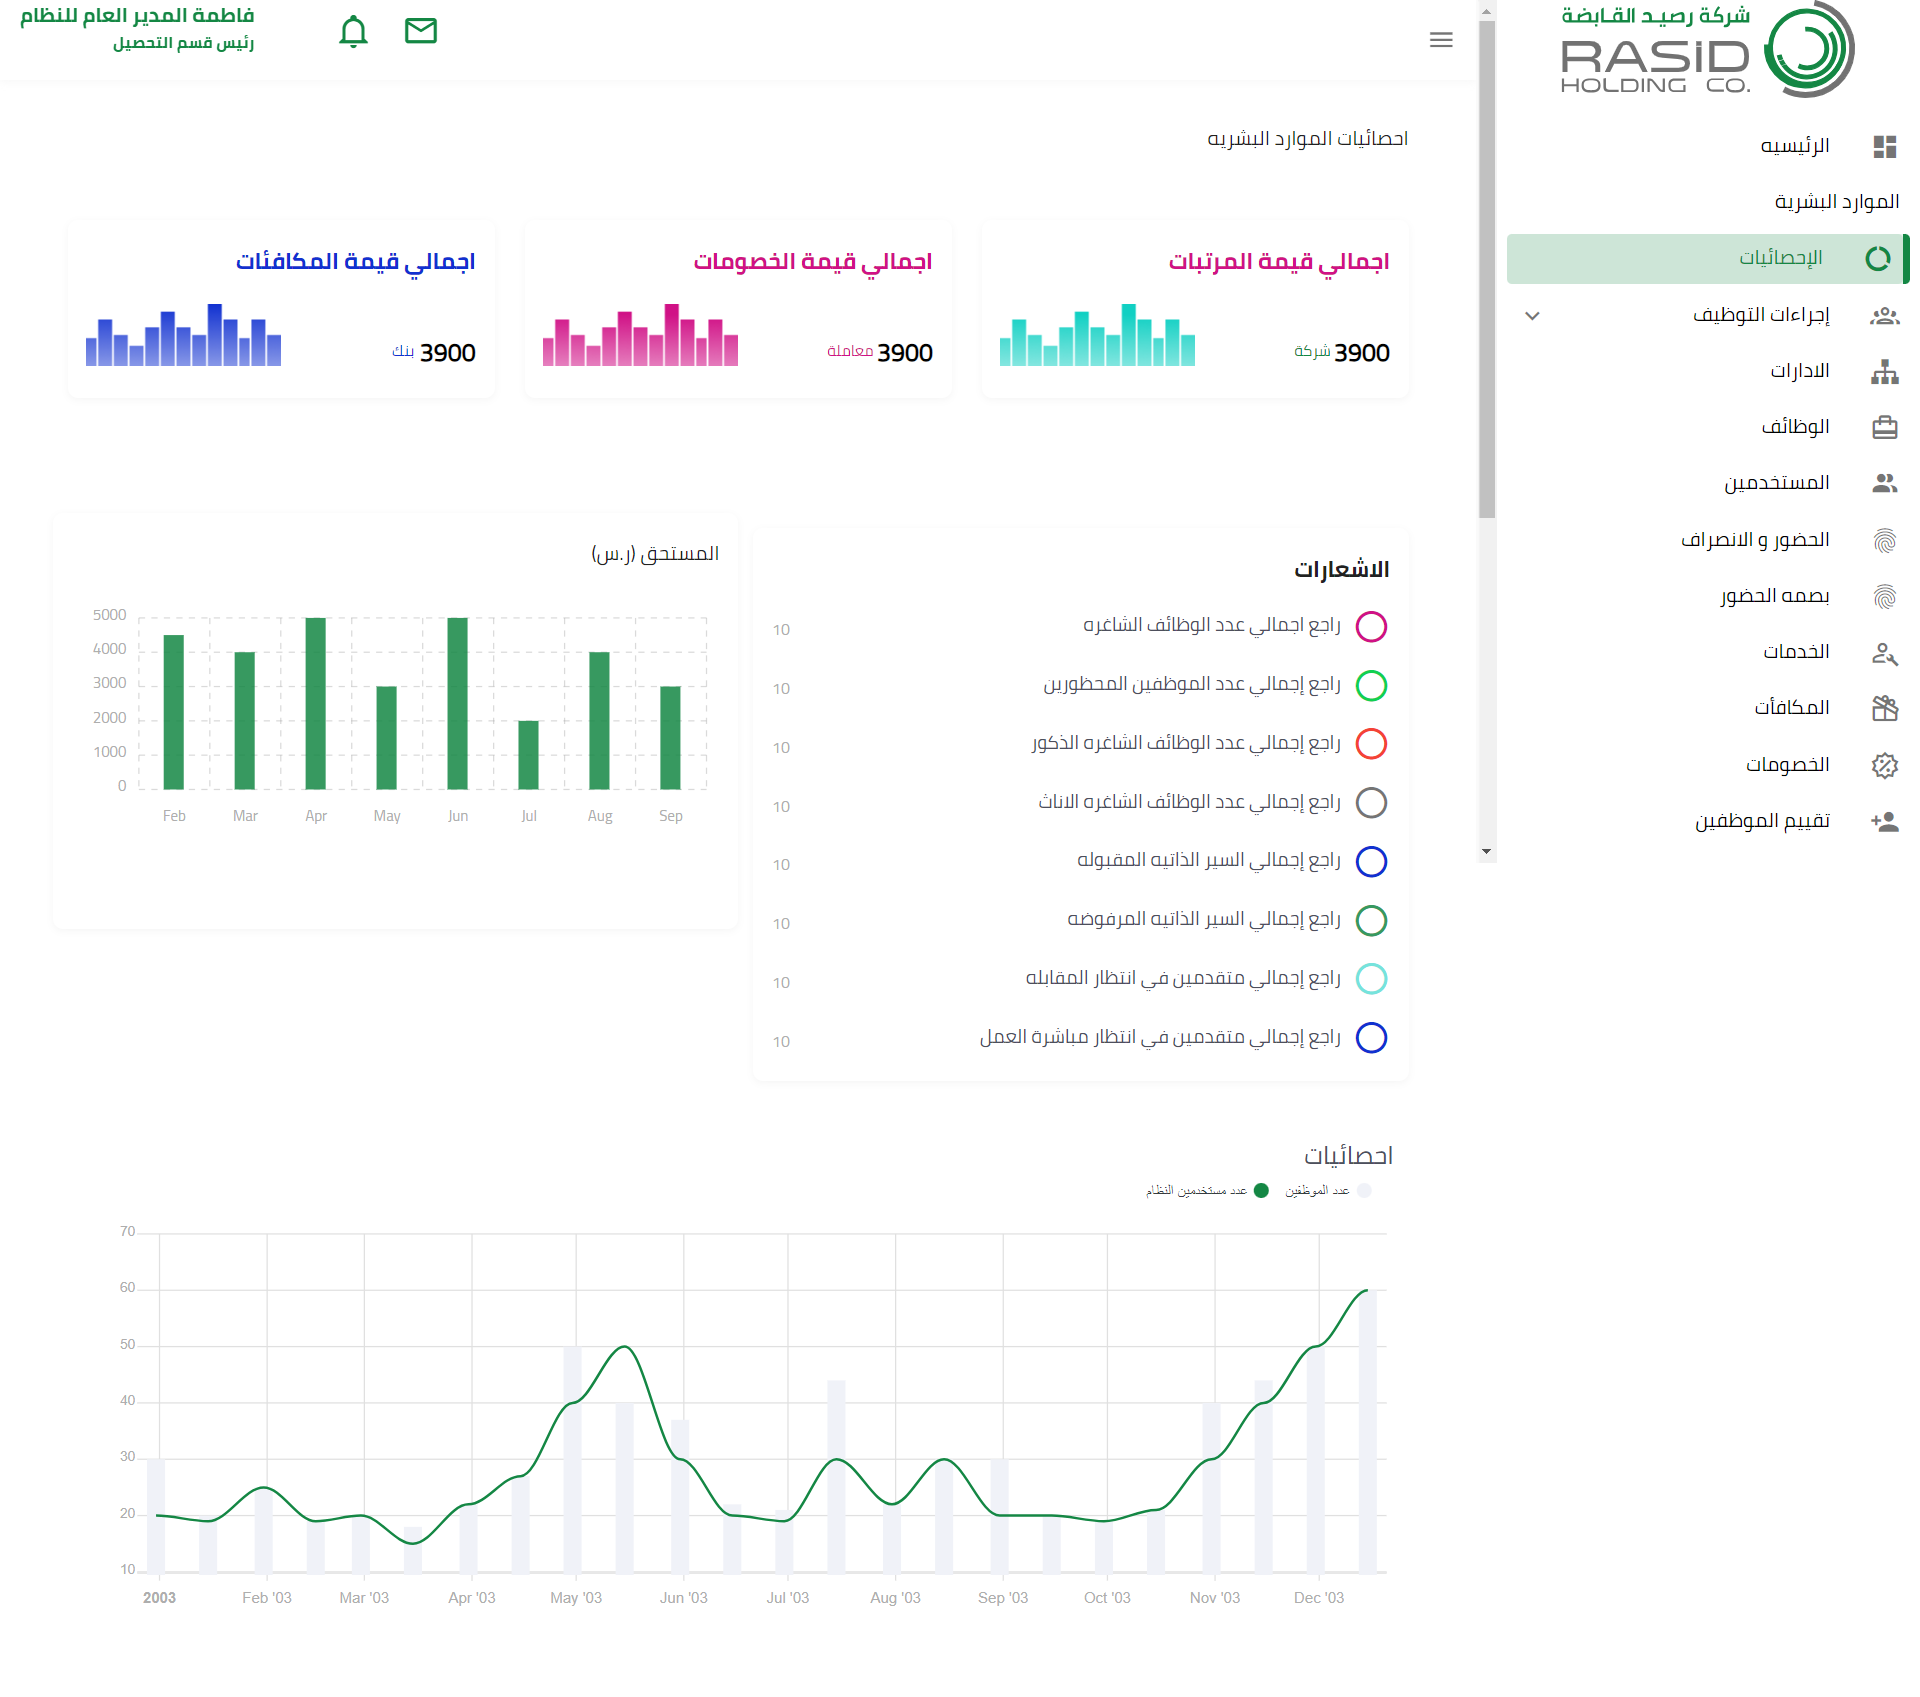 شركة رصيد القابضة
RASiD
HOLDING CO.
فاطمة المدير العام للنظام
رئيس قسم التحصيل
الرئيسيه
الموارد البشرية
الإحصائيات
إجراءات التوظيف
الادارات
الوظائف
المستخدمين
الحضور و الانصراف
بصمه الحضور
الخدمات
المكافأت
الخصومات
تقييم الموظفين
احصائيات الموارد البشريه
اجمالي قيمة المرتبات
3900 شركة
اجمالي قيمة الخصومات
3900 معاملة
اجمالي قيمة المكافئات
3900 بنك
الاشعارات
راجع اجمالي عدد الوظائف الشاغره 10
راجع إجمالي عدد الموظفين المحظورين 10
راجع إجمالي عدد الوظائف الشاغره الذكور 10
راجع إجمالي عدد الوظائف الشاغره الاناث 10
راجع إجمالي السير الذاتيه المقبوله 10
راجع إجمالي السير الذاتيه المرفوضه 10
راجع إجمالي متقدمين في انتظار المقابله 10
راجع إجمالي متقدمين في انتظار مباشرة العمل 10
المستحق (ر.س)
5000
4000
3000
2000
1000
0
Feb Mar Apr May Jun Jul Aug Sep
احصائيات
عدد الموظفين عدد مستخدمين النظام
70
60
50
40
30
20
10
2003 Feb '03 Mar '03 Apr '03 May '03 Jun '03 Jul '03 Aug '03 Sep '03 Oct '03 Nov '03 Dec '03